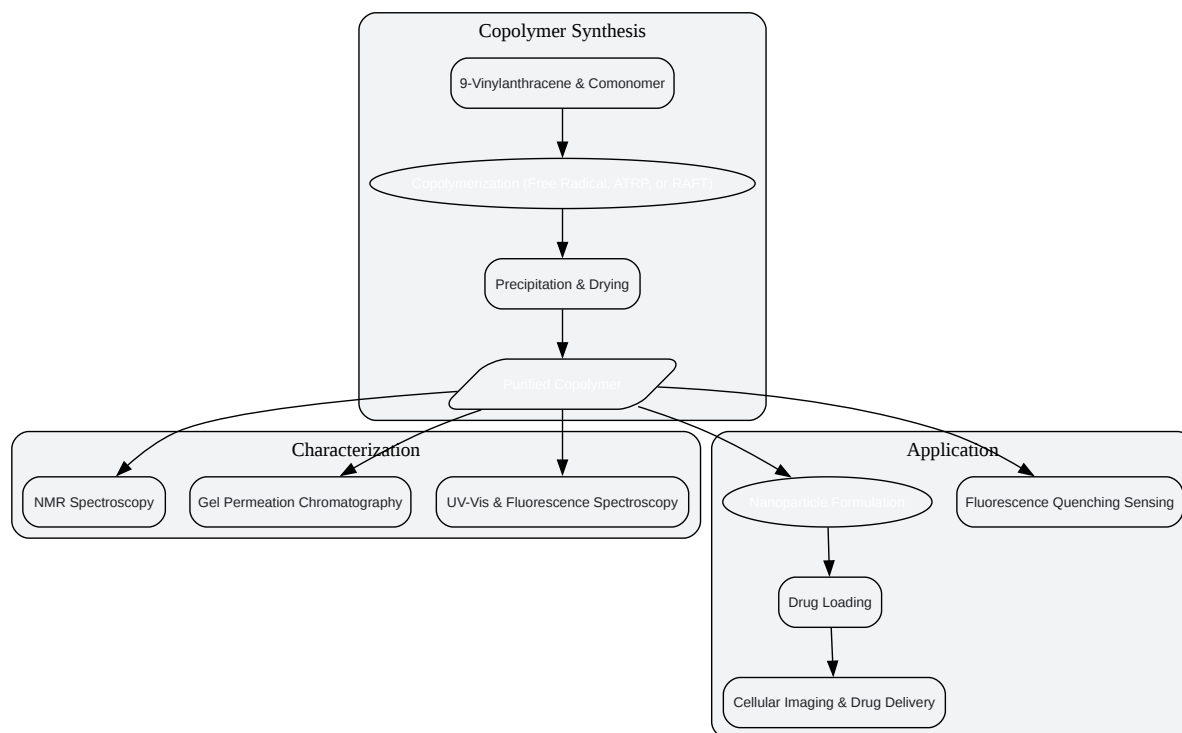 Copolymer Synthesis
9-Vinylanthracene & Comonomer
Copolymerization (Free Radical, ATRP, or RAFT)
Precipitation & Drying
Purified Copolymer
Characterization
Application
NMR Spectroscopy
Gel Permeation Chromatography
UV-Vis & Fluorescence Spectroscopy
Nanoparticle Formulation
Fluorescence Quenching Sensing
Drug Loading
Cellular Imaging & Drug Delivery